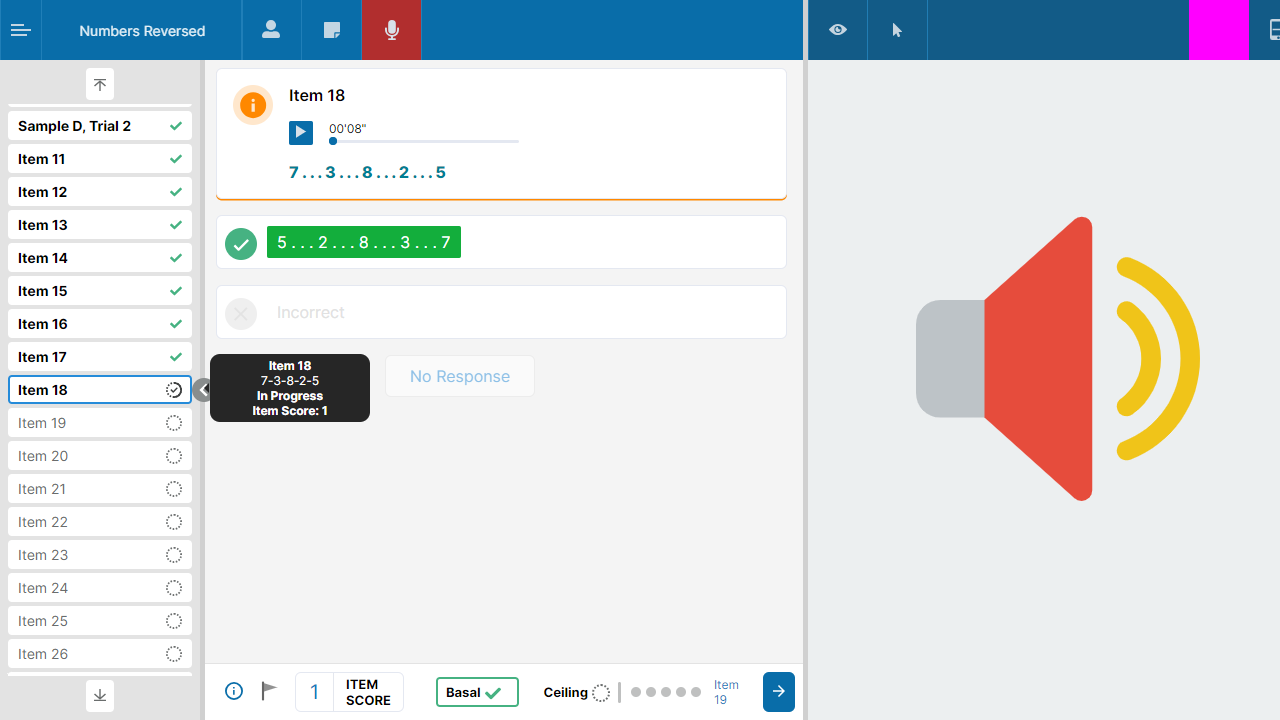 Numbers Reversed
Sample D, Trial 2
Item 11
Item 12
Item 13
Item 14
Item 15
Item 16
Item 17
Item 18
Item 19
Item 20
Item 21
Item 22
Item 23
Item 24
Item 25
Item 26
Item 18
00'08"
7...3...8...2...5
5...2...8...3...7
Incorrect
Item 18
7-3-8-2-5
In Progress
Item Score: 1
No Response
1
ITEM
SCORE
Basal
Ceiling
Item
19